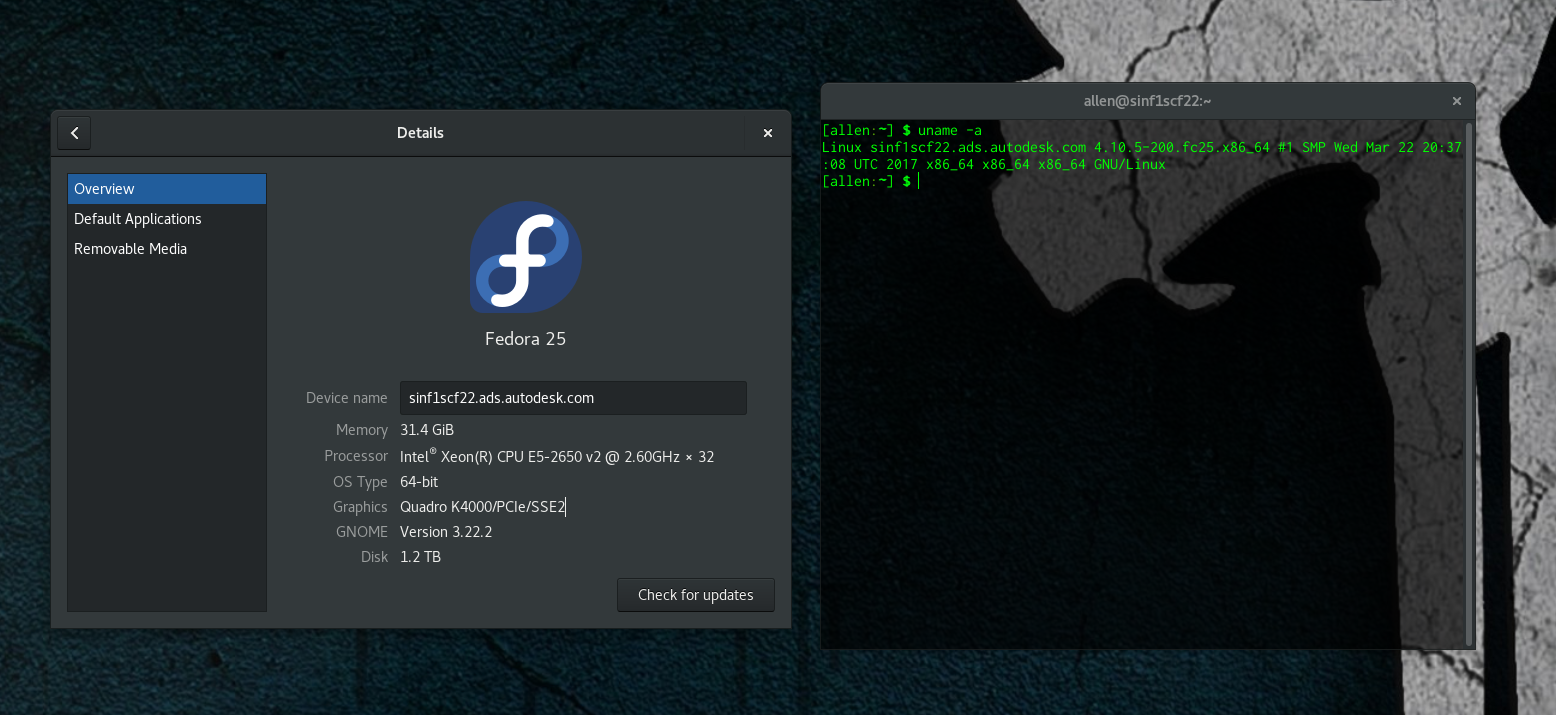 Details
Overview
Default Applications
Removable Media
Fedora 25
Device name sinf1scf22.ads.autodesk.com
Memory 31.4 GiB
Processor Intel® Xeon(R) CPU E5-2650 v2 @ 2.60GHz × 32
OS Type 64-bit
Graphics Quadro K4000/PCIe/SSE2
GNOME Version 3.22.2
Disk 1.2 TB
Check for updates
allen@sinf1scf22:~
[allen:~] $ uname -a
Linux sinf1scf22.ads.autodesk.com 4.10.5-200.fc25.x86_64 #1 SMP Wed Mar 22 20:37
:08 UTC 2017 x86_64 x86_64 x86_64 GNU/Linux
[allen:~] $